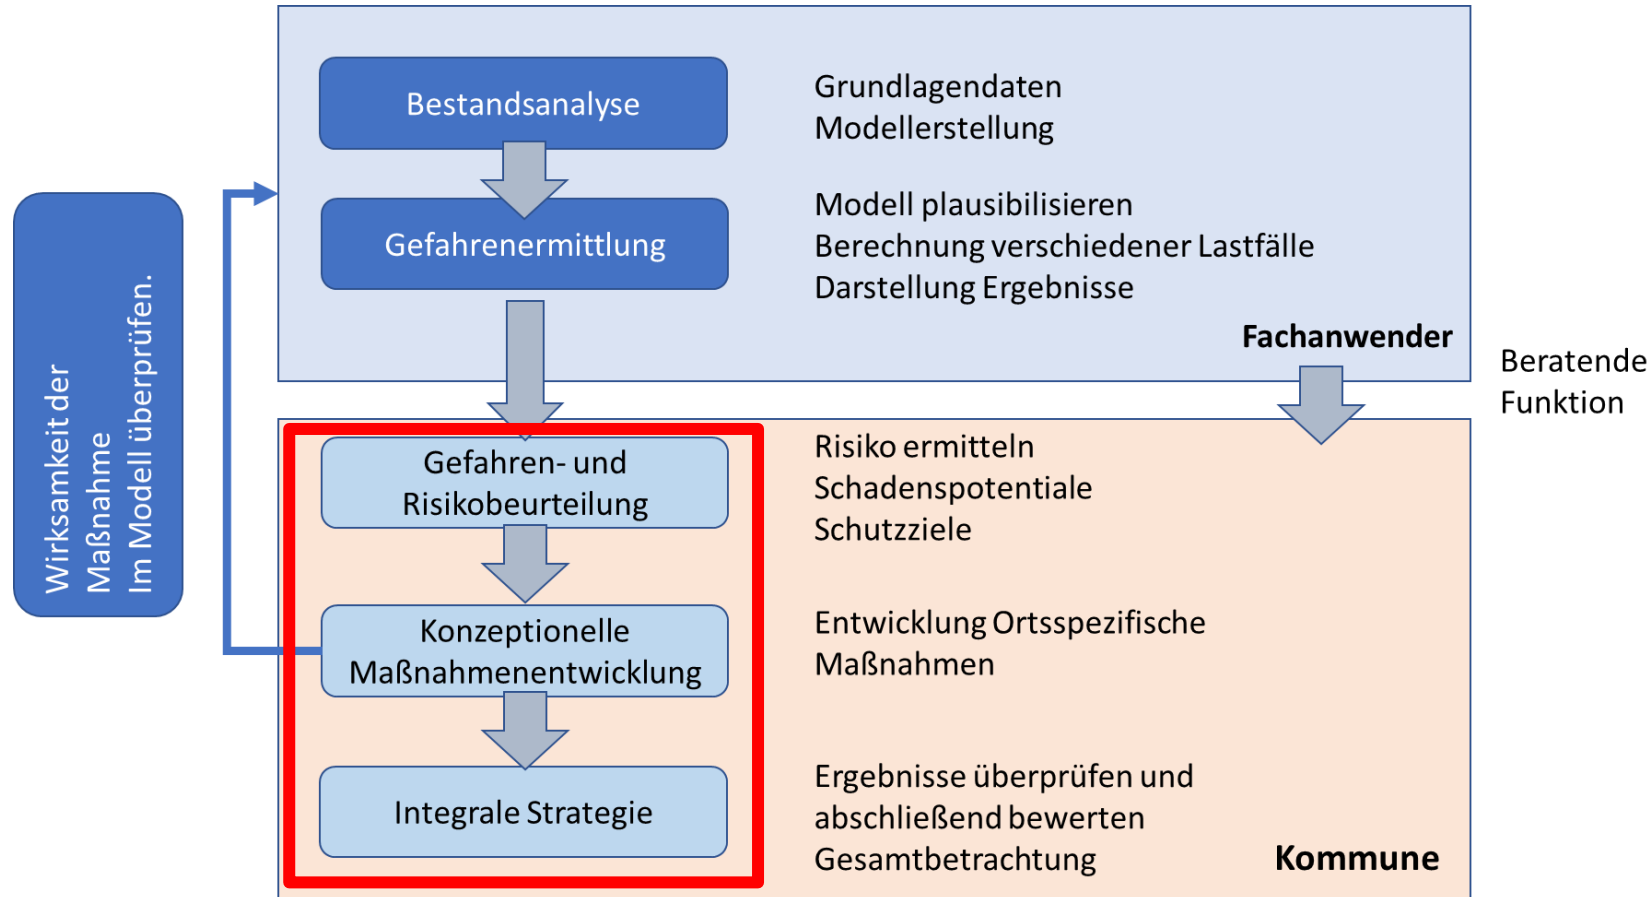 Bestandsanalyse
Grundlagendaten
Modellerstellung
Gefahrenermittlung
Modell plausibilisieren
Berechnung verschiedener Lastfälle
Darstellung Ergebnisse
Fachanwender
Beratende
Funktion
Wirksamkeit der
Maßnahme
Im Modell überprüfen.
Gefahren- und
Risikobeurteilung
Risiko ermitteln
Schadenspotentiale
Schutzziele
Konzeptionelle
Maßnahmenentwicklung
Entwicklung Ortsspezifische
Maßnahmen
Integrale Strategie
Ergebnisse überprüfen und
abschließend bewerten
Gesamtbetrachtung
Kommune